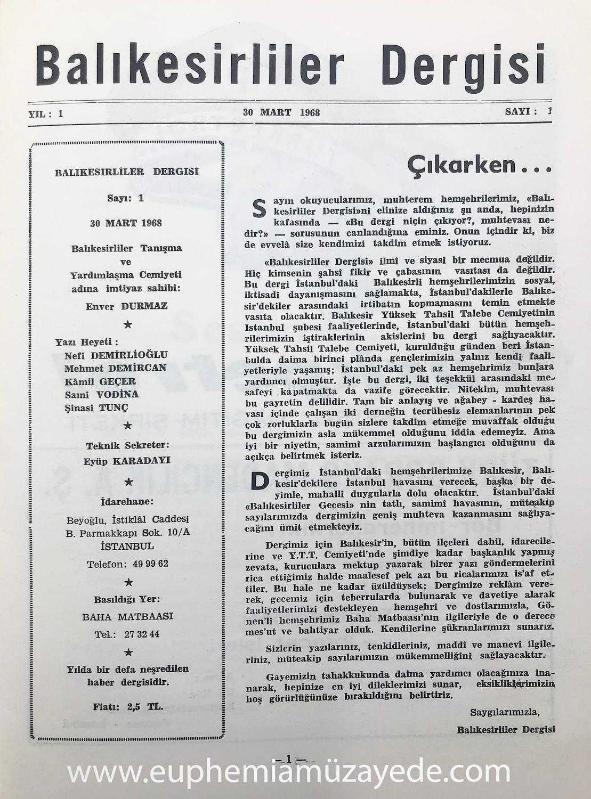 Balıkesirliler Dergisi
YIL : 1
30 MART 1968
SAYI : 1
BALIKESİRLİLER DERGİSİ
Sayı: 1
30 MART 1968
Balıkesirliler Tanışma
ve
Yardımlaşma Cemiyeti
adına imtiyaz sahibi:
Enver DURMAZ
★
Yazı Heyeti :
Nefi DEMİRLİOĞLU
Mehmet DEMİRCAN
Kâmil GEÇER
Sami VODİNA
Şinasi TUNÇ
★
Teknik Sekreter:
Eyüp KARADAYI
★
İdarehane:
Beyoğlu, İstiklâl Caddesi
B. Parmakkapı Sok. 10/A
İSTANBUL
Telefon: 49 99 62
★
Basıldığı Yer:
BAHA MATBAASI
Tel.: 27 32 44
★
Yılda bir defa neşredilen
haber dergisidir.
Fiatı: 2,5 TL.
Çıkarken...
Sayın okuyucularımız, muhterem hemşehrilerimiz, «Balı-
kesirliler Dergisi»ni elinize aldığınız şu anda, hepinizin
kafasında — «Bu dergi niçin çıkıyor?, muhtevası ne-
dir?» — sorusunun canlandığına eminiz. Onun içindir ki, biz
de evvelâ size kendimizi takdim etmek istiyoruz.
«Balıkesirliler Dergisi» ilmi ve siyasi bir mecmua değildir.
Hiç kimsenin şahsi fikir ve çabasının vasıtası da değildir.
Bu dergi İstanbul'daki Balıkesirli hemşehrilerimizin sosyal,
iktisadi dayanışmasını sağlamakta, İstanbul'dakilerle Balıke-
sir'dekiler arasındaki irtibatın kopmamasını temin etmekte
vasıta olacaktır. Balıkesir Yüksek Tahsil Talebe Cemiyetinin
İstanbul şubesi faaliyetlerinde, İstanbul'daki bütün hemşeh-
rilerimizin iştiraklerinin akislerini bu dergi sağlıyacaktır.
Yüksek Tahsil Talebe Cemiyeti, kurulduğu günden beri İstan-
bulda daima birinci plânda gençlerimizin yalnız kendi faali-
yetleriyle yaşamış; İstanbuldaki pek az hemşehrimiz bunlara
yardımcı olmuştur. İşte bu dergi, iki teşekkül arasındaki me-
safeyi kapatmakta da vazife görecektir. Nitekim, muhtevası
bu gayretin delilidir. Tam bir anlayış ve ağabey - kardeş ha-
vası içinde çalışan iki derneğin tecrübesiz elemanlarının pek
çok zorluklarla bugün sizlere takdim etmeğe muvaffak olduğu
bu dergimizin asla mükemmel olduğunu iddia edemeyiz. Ama
iyi bir niyetin, samimi arzularımızın başlangıcı olduğunu da
açıkça belirtmek isteriz.
Dergimiz İstanbul'daki hemşehrilerimize Balıkesir, Balı-
kesir'dekilere İstanbul havasını verecek, başka bir de-
yimle, mahalli duygularla dolu olacaktır. İstanbul'daki
«Balıkesirliler Gecesi» nin tatlı, samimi havasının, müteakip
sayılarımızda dergimizin geniş muhteva kazanmasını sağlıya-
cağını ümit etmekteyiz.
Dergimiz için Balıkesir'in, bütün ilçeleri dahil, idarecile-
rine ve Y.T.T. Cemiyeti'nde şimdiye kadar başkanlık yapmış
zevata, kuruculara mektup yazarak birer yazı göndermelerini
rica ettiğimiz halde maalesef pek azı bu ricalarımızı is'af et-
tiler. Bu hale ne kadar üzüldüysek; Dergimize reklâm vere-
rek, gecemiz için teberrularda bulunarak ve davetiye alarak
faaliyetlerimizi destekleyen hemşehri ve dostlarımızla, Gö-
nen'li hemşehrimiz Baha Matbaası'nın ilgileriyle de o derece
mes'ut ve bahtiyar olduk. Kendilerine şükranlarımızı sunarız.
Sizlerin yazılarınız, tenkidleriniz, maddi ve manevi ilgile-
riniz, müteakip sayılarımızın mükemmelliğini sağlayacaktır.
Gayemizin tahakkukunda daima yardımcı olacağınıza ina-
narak, hepinize en iyi dileklerimizi sunar, eksikliklerimizin
hoş görürlüğünüze bırakıldığını belirtiriz.
Saygılarımızla,
Balıkesirliler Dergisi
— 1 —
www.euphemiamüzayede.com